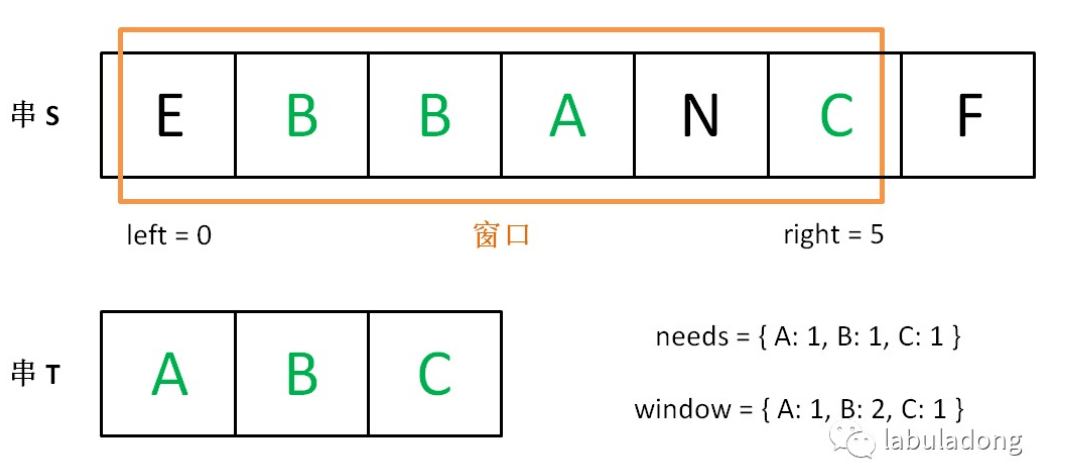 串 S E B B A N C F
left = 0 窗口 right = 5
串 T A B C
needs = { A: 1, B: 1, C: 1 }
window = { A: 1, B: 2, C: 1 }
labuladong